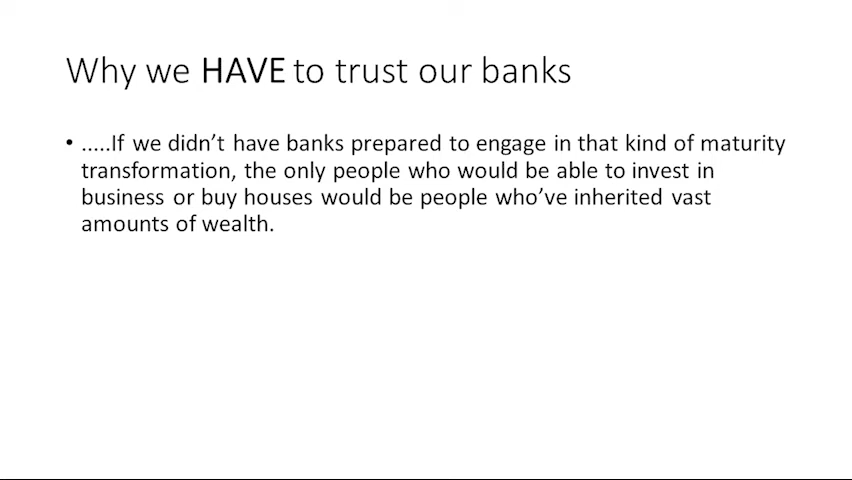 Why we HAVE to trust our banks
• .....If we didn’t have banks prepared to engage in that kind of maturity
transformation, the only people who would be able to invest in
business or buy houses would be people who’ve inherited vast
amounts of wealth.